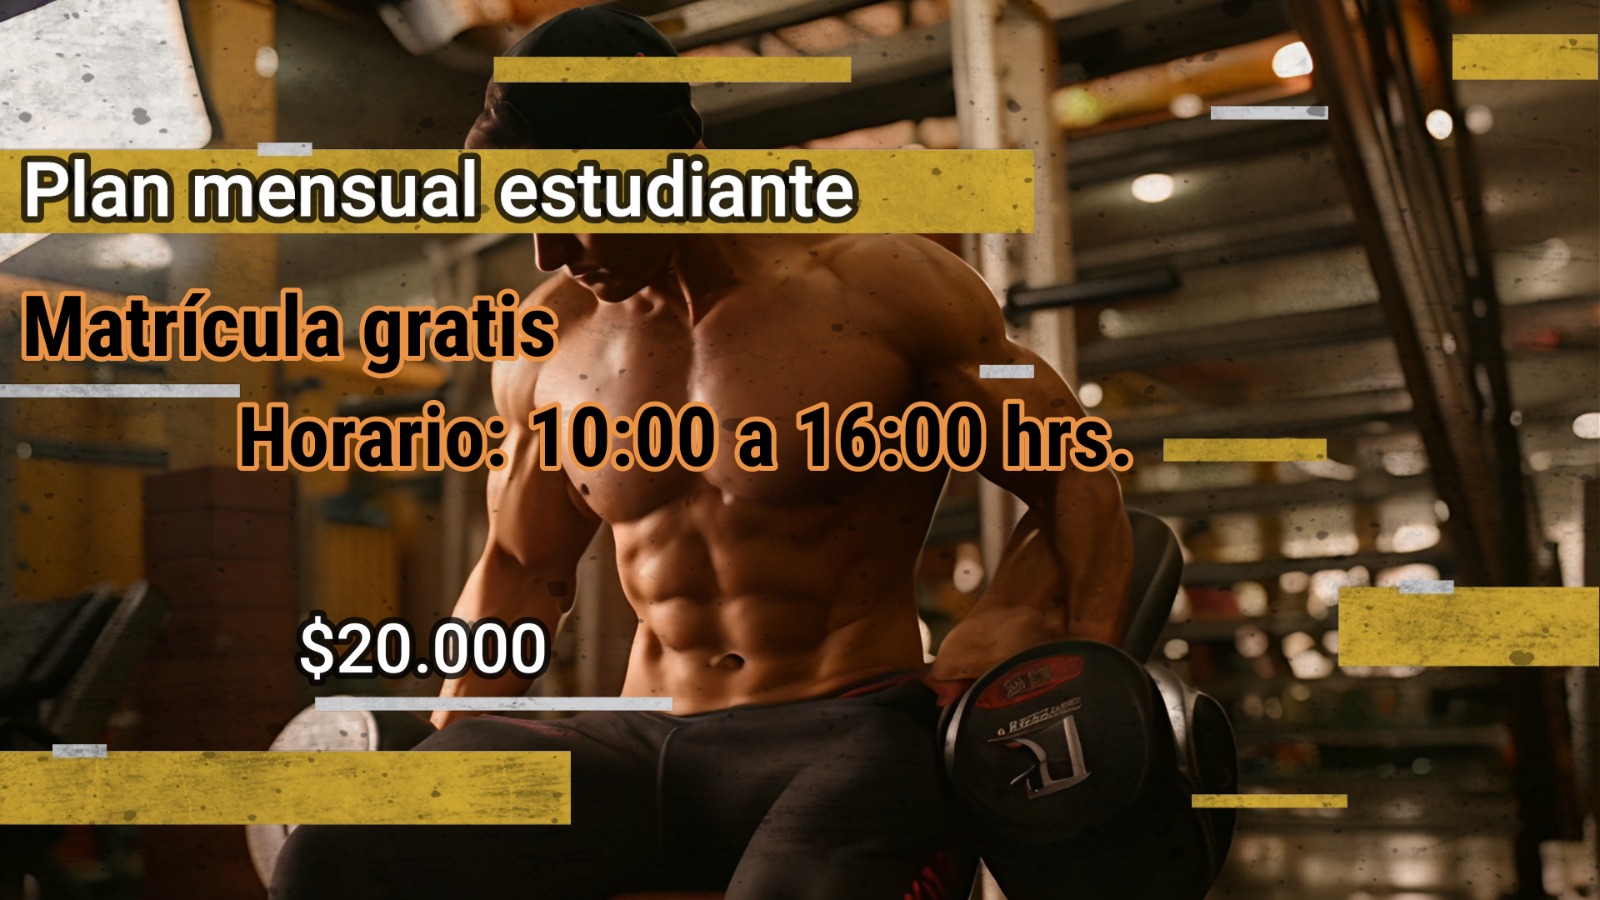 Plan mensual estudiante
Matrícula gratis
Horario: 10:00 a 16:00 hrs.
$20.000